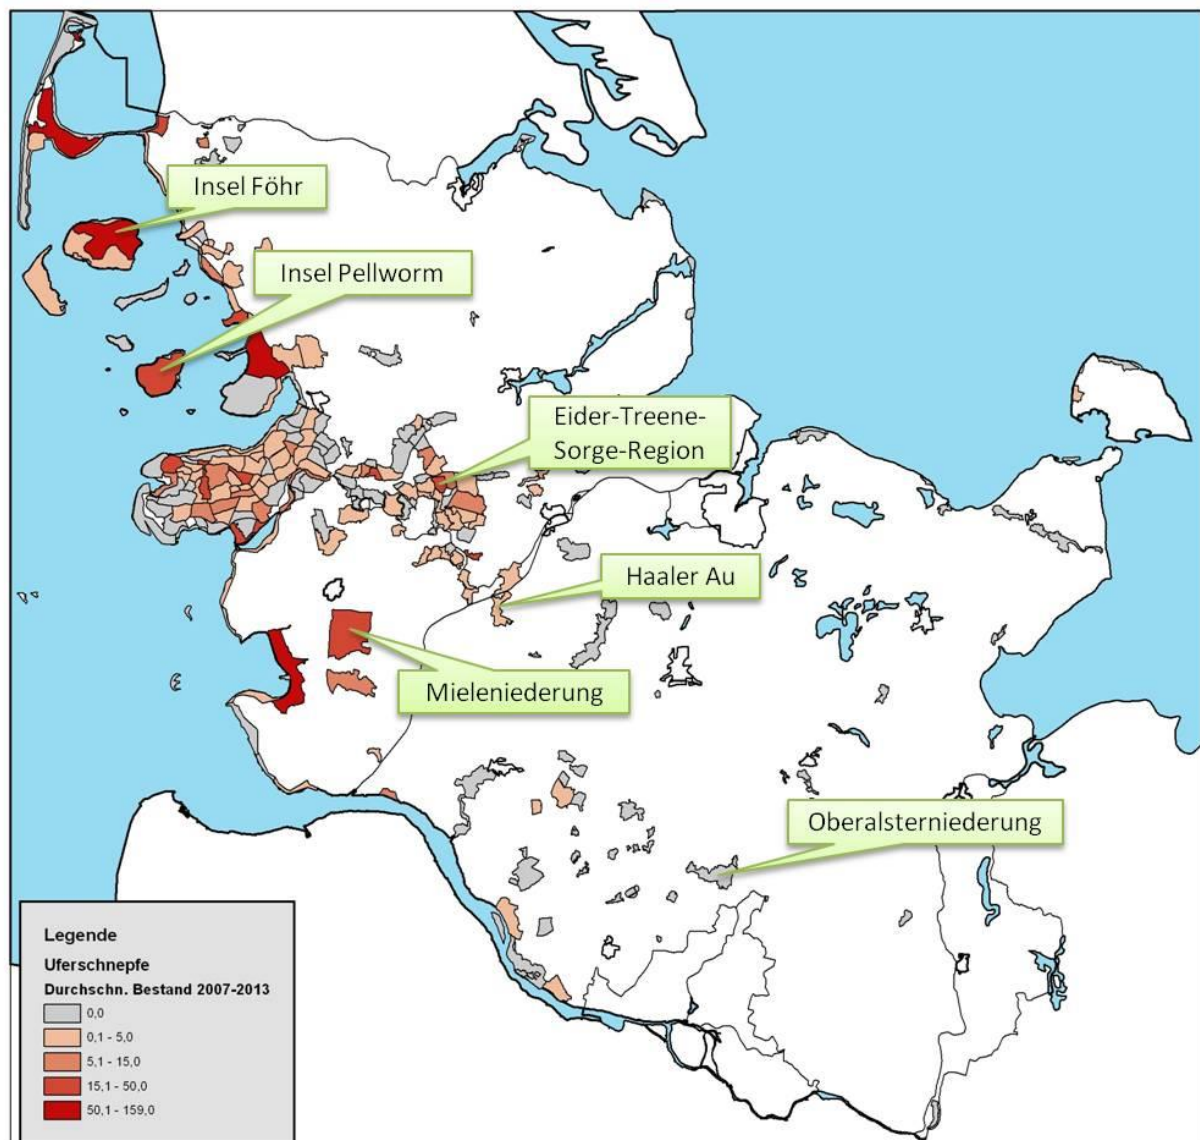 Insel Föhr
Insel Pellworm
Eider-Treene-
Sorge-Region
Haaler Au
Mieleniederung
Oberalsterniederung
Legende
Uferschnepfe
Durchschn. Bestand 2007-2013
0,0
0,1 - 5,0
5,1 - 15,0
15,1 - 50,0
50,1 - 159,0